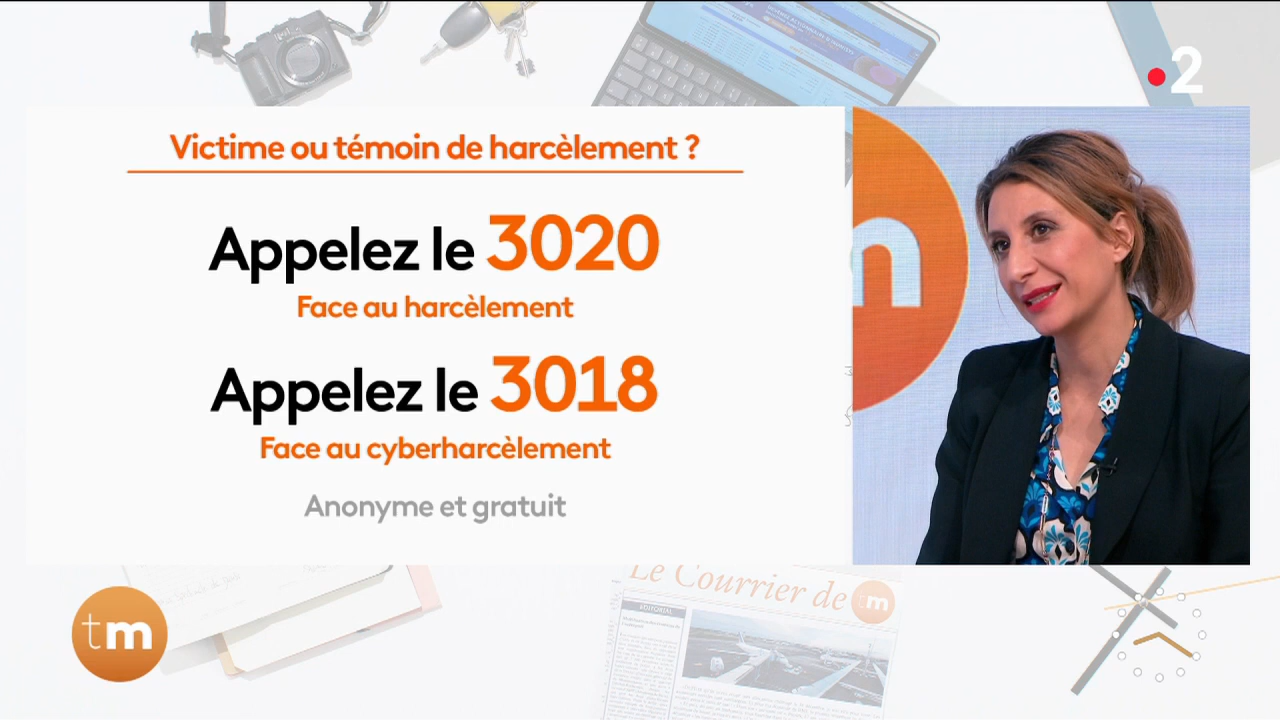 2
Victime ou témoin de harcèlement ?
Appelez le 3020
Face au harcèlement
Appelez le 3018
Face au cyberharcèlement
Anonyme et gratuit
Le Courrier de tm
EDITORIAL
tm